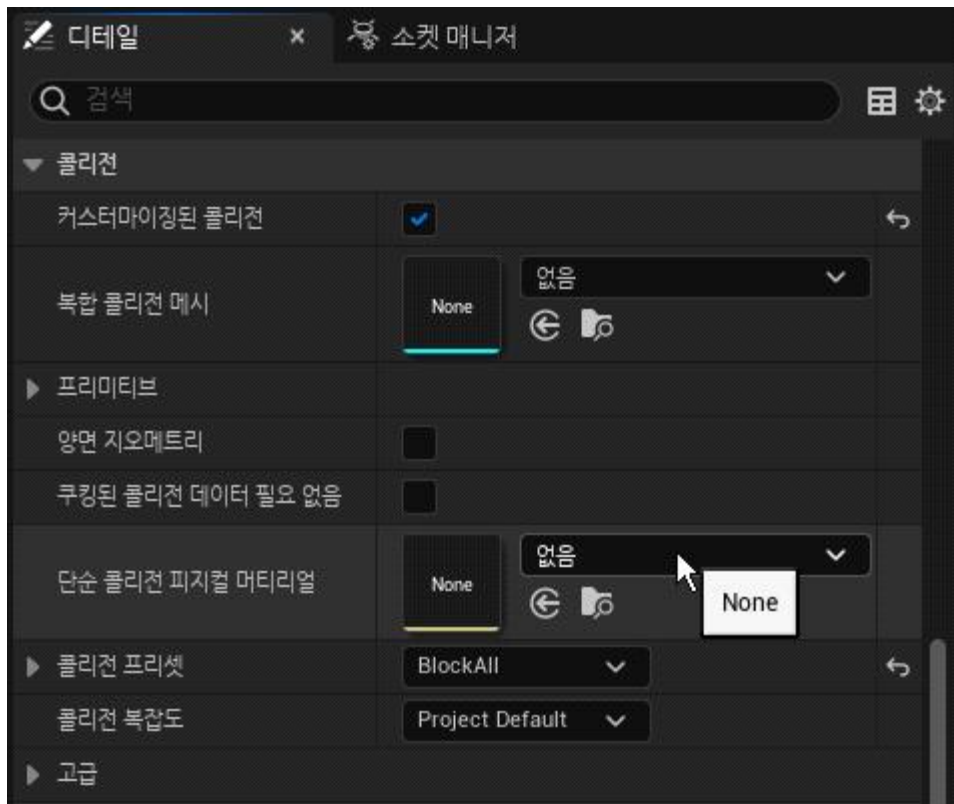 디테일
소켓 매니저
검색
콜리전
커스터마이징된 콜리전
복합 콜리전 메시
None
없음
프리미티브
양면 지오메트리
쿠킹된 콜리전 데이터 필요 없음
단순 콜리전 피지컬 머티리얼
None
없음
None
콜리전 프리셋
BlockAll
콜리전 복잡도
Project Default
고급